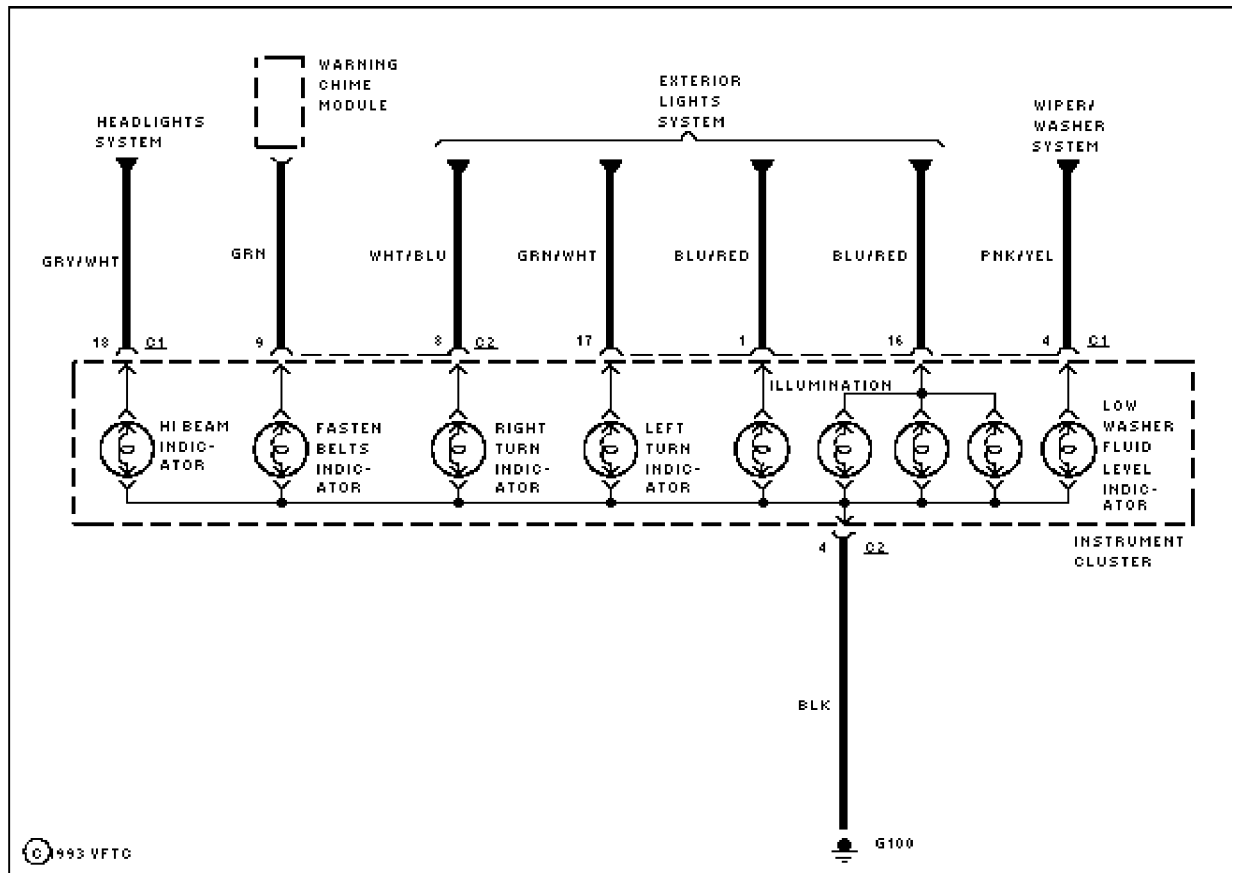 WARNING
CHIME
MODULE
HEADLIGHTS
SYSTEM
EXTERIOR
LIGHTS
SYSTEM
WIPER/
WASHER
SYSTEM
GRY/WHT
GRN
WHT/BLU
GRN/WHT
BLU/RED
BLU/RED
PNK/YEL
18 C1
9
8 C2
17
1
16
4 C1
ILLUMINATION
HI BEAM
INDIC-
ATOR
FASTEN
BELTS
INDIC-
ATOR
RIGHT
TURN
INDIC-
ATOR
LEFT
TURN
INDIC-
ATOR
LOW
WASHER
FLUID
LEVEL
INDIC-
ATOR
INSTRUMENT
CLUSTER
4 C2
BLK
G100
© 1993 VFTC